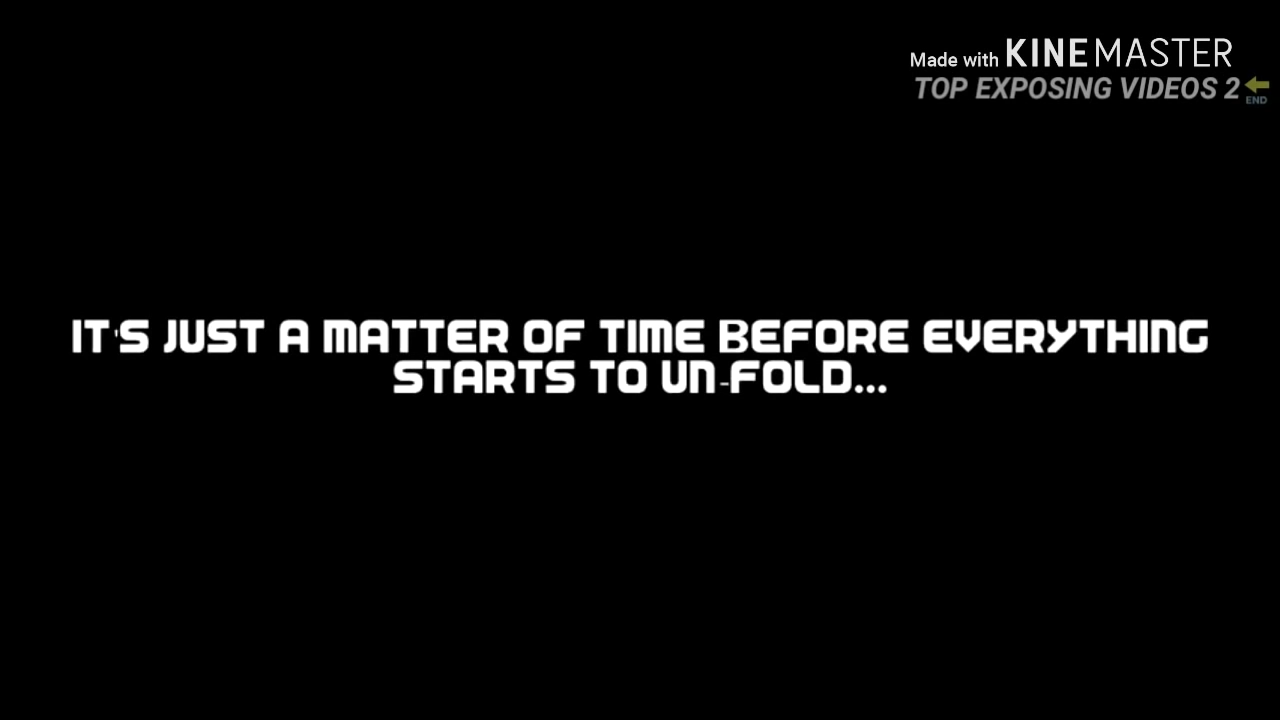 Made with KINEMASTER
TOP EXPOSING VIDEOS 2
END
IT'S JUST A MATTER OF TIME BEFORE EVERYTHING
STARTS TO UN-FOLD...